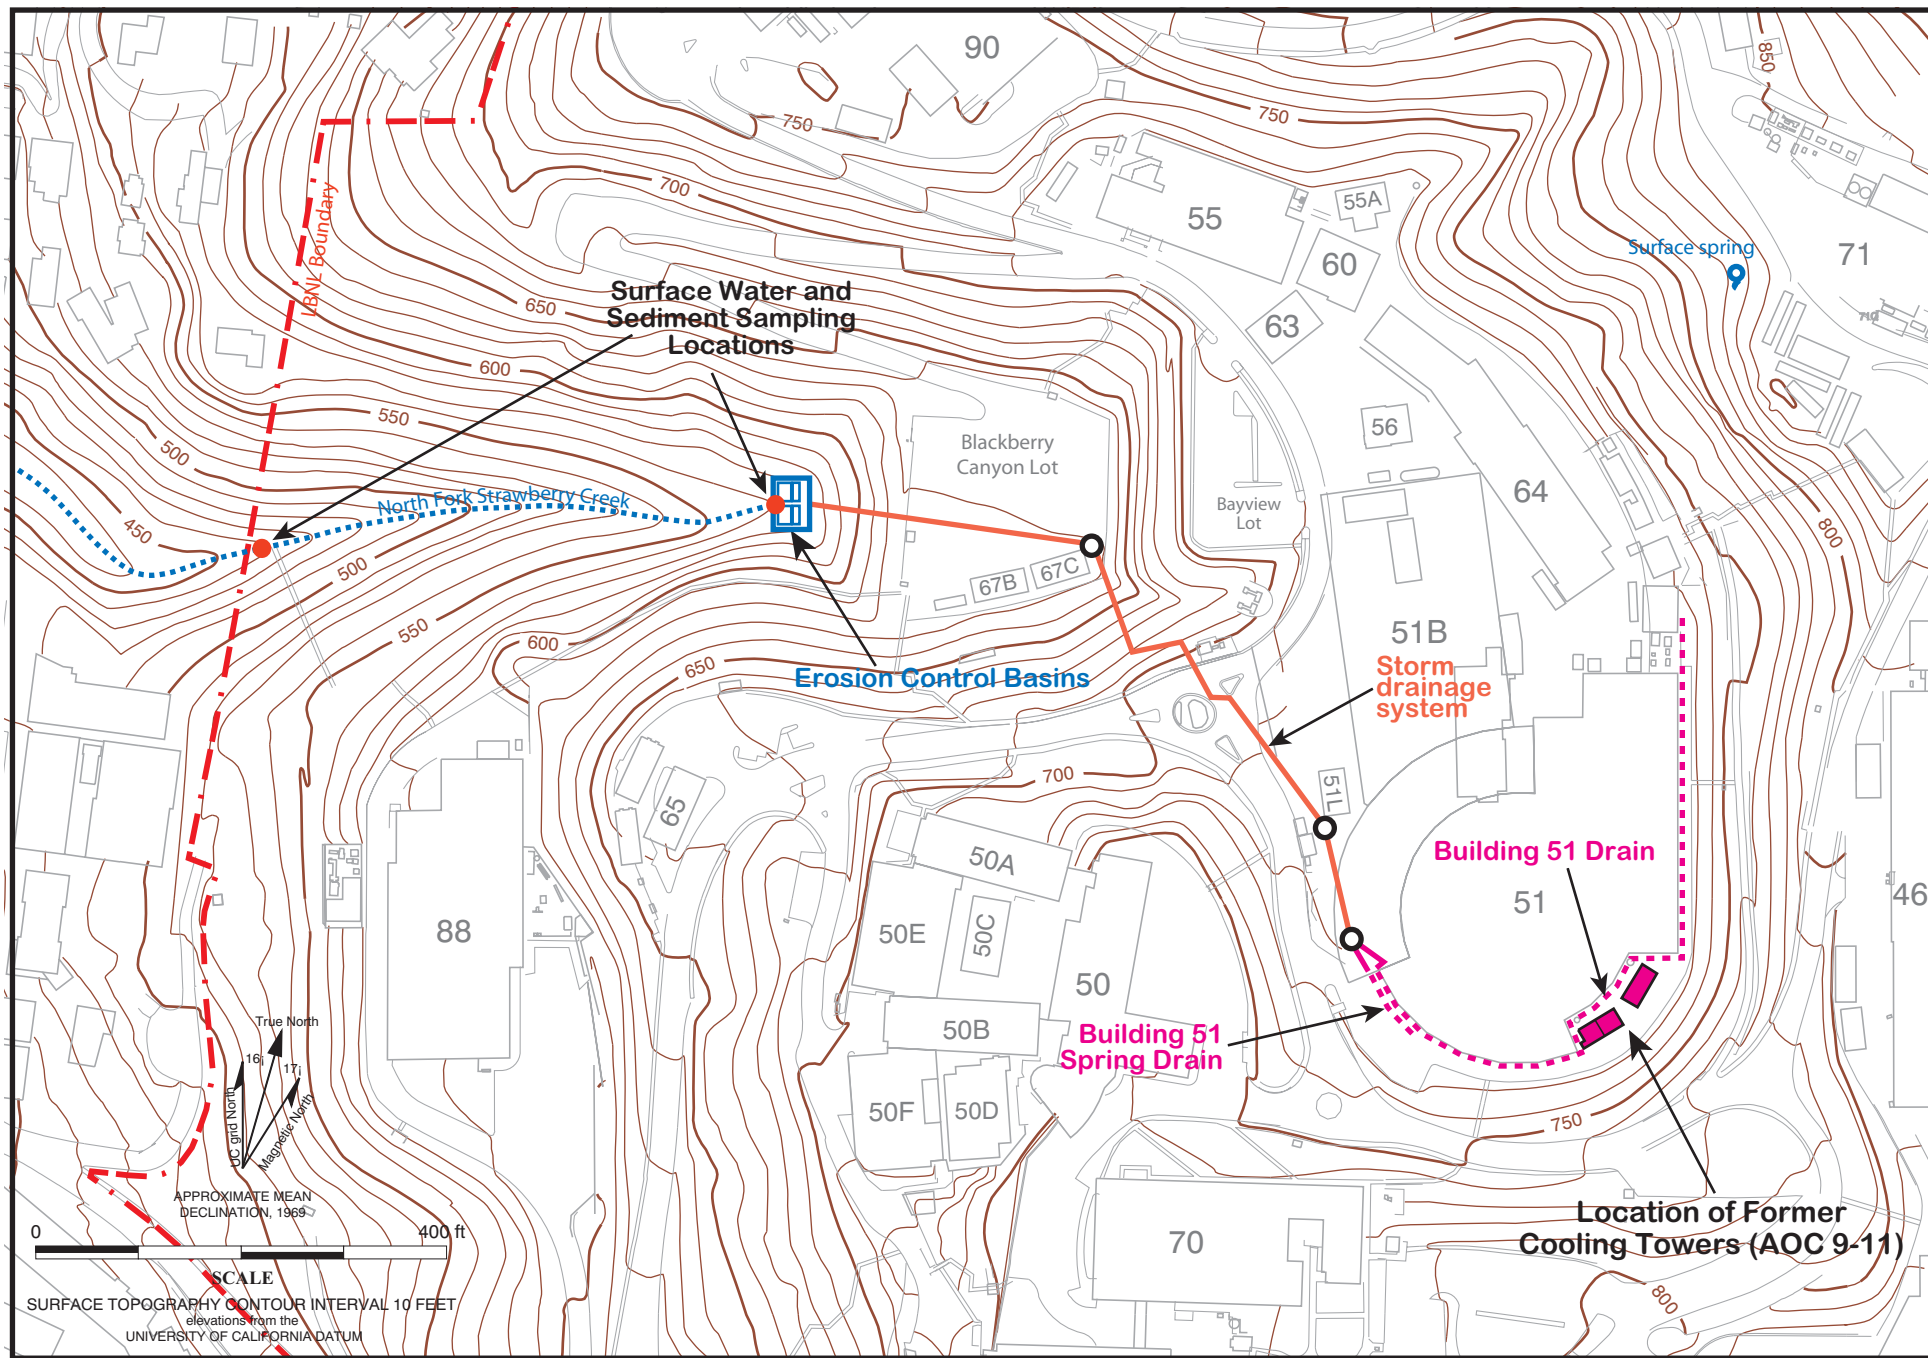 90
850
750
750
700
55
55A
60
63
Surface spring
71
71Q
LBNL Boundary
Surface Water and
Sediment Sampling
Locations
650
600
550
500
450
500
550
600
650
700
750
800
800
North Fork Strawberry Creek
Blackberry
Canyon Lot
Bayview
Lot
56
64
67B
67C
51B
Erosion Control Basins
Storm
drainage
system
51L
65
50A
50E
50C
50
50B
50F
50D
88
Building 51 Drain
51
46
Building 51
Spring Drain
Location of Former
Cooling Towers (AOC 9-11)
70
True North
16¡
17¡
UC grid North
Magnetic North
APPROXIMATE MEAN
DECLINATION, 1969
0
400 ft
SCALE
SURFACE TOPOGRAPHY CONTOUR INTERVAL 10 FEET
elevations from the
UNIVERSITY OF CALIFORNIA DATUM